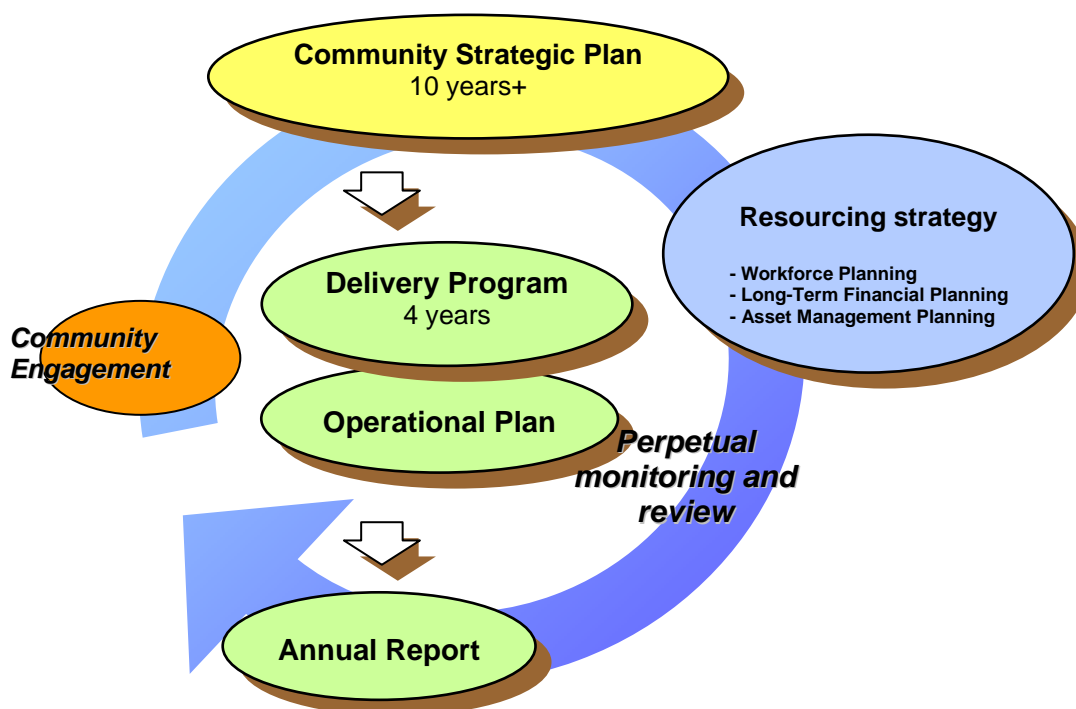 Community Strategic Plan
10 years+
Resourcing strategy
- Workforce Planning
- Long-Term Financial Planning
- Asset Management Planning
Delivery Program
4 years
Community
Engagement
Operational Plan
Perpetual
monitoring and
review
Annual Report